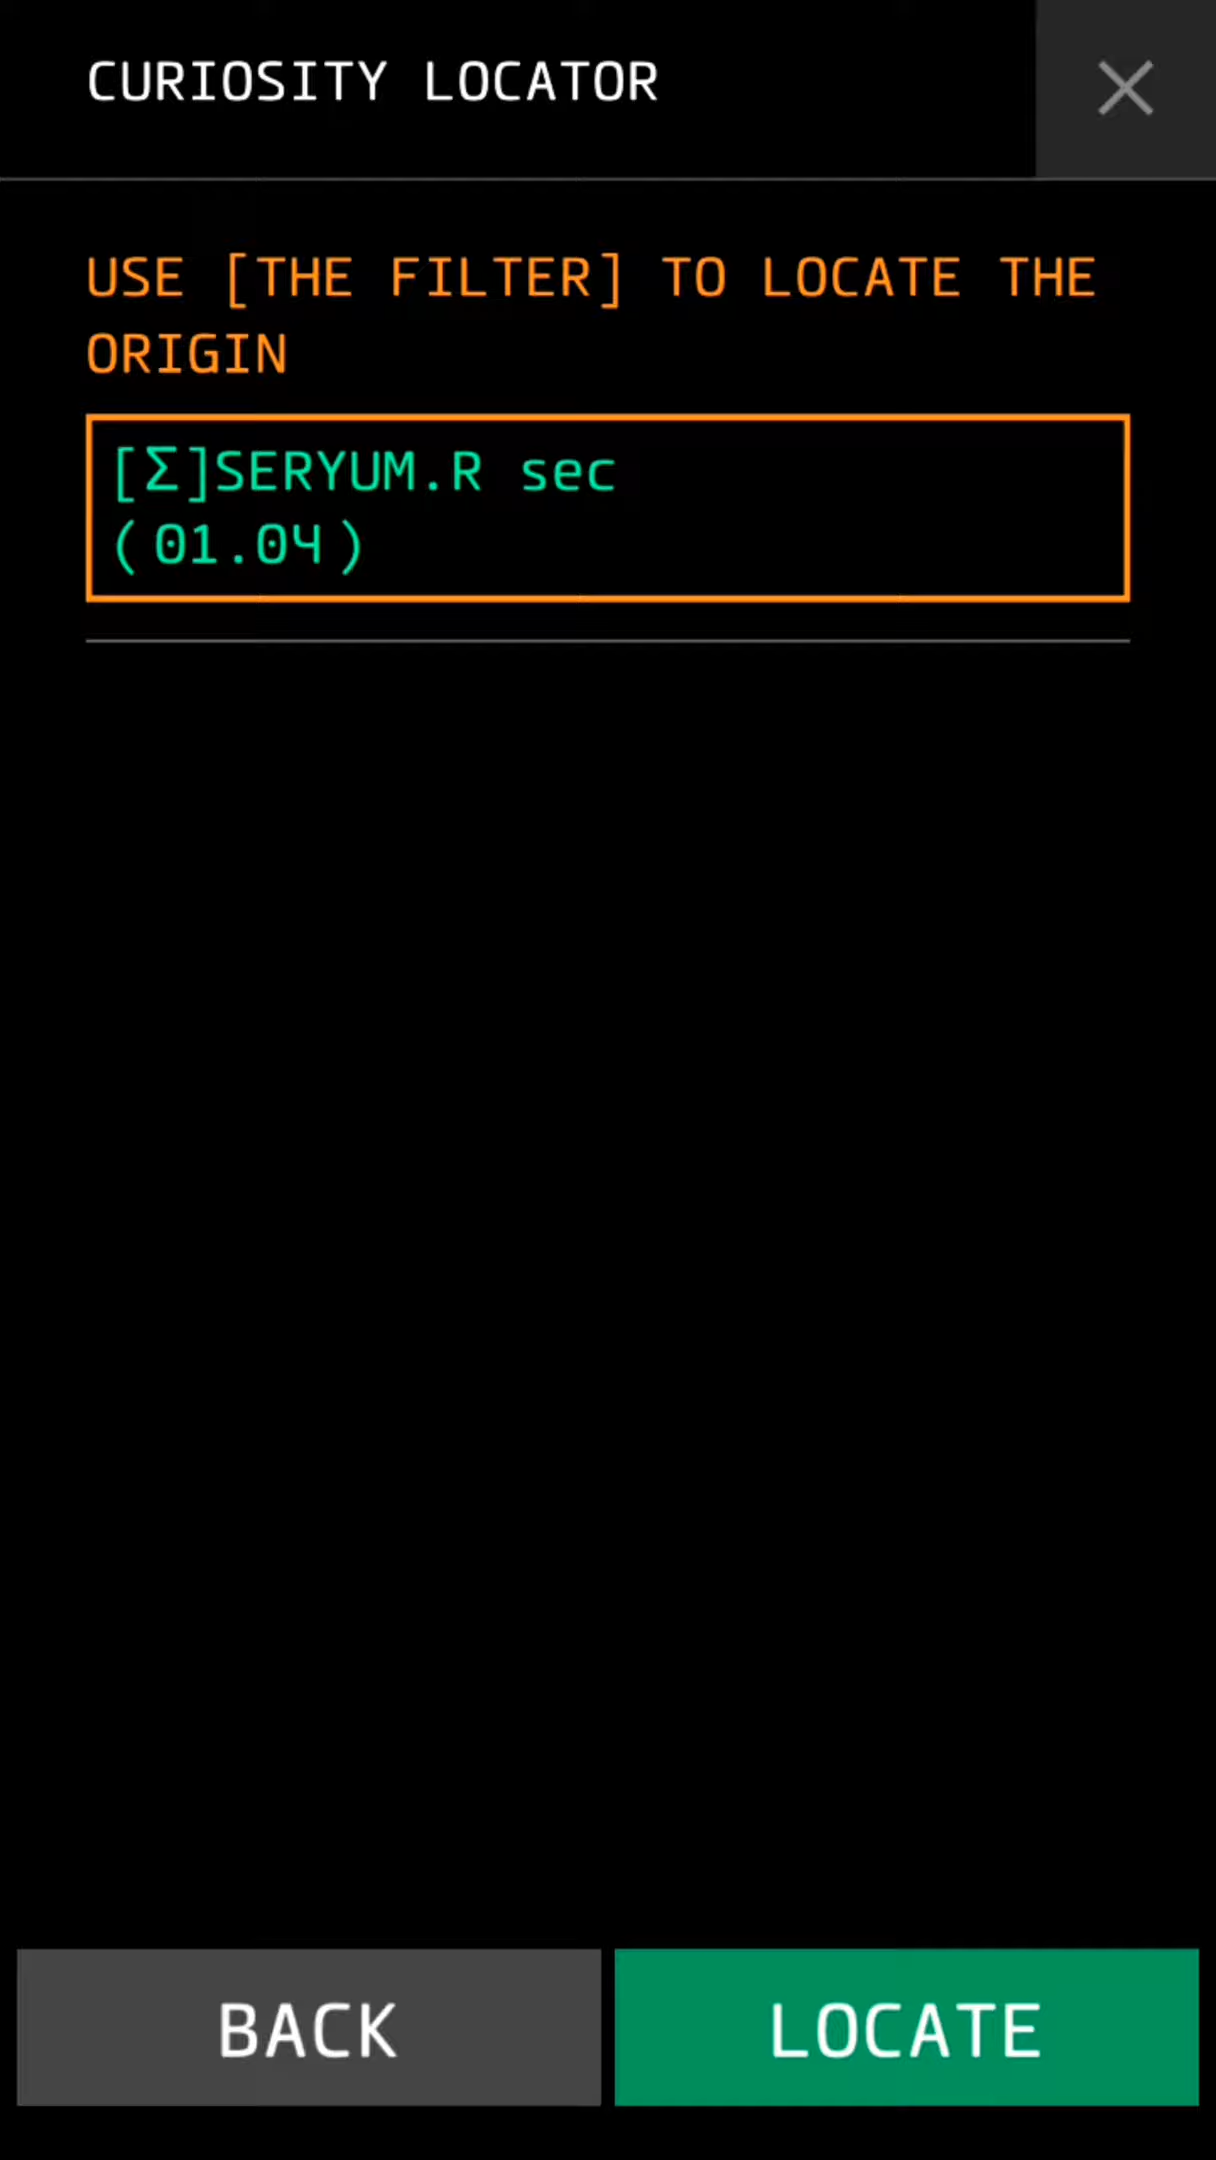 CURIOSITY LOCATOR
USE [THE FILTER] TO LOCATE THE
ORIGIN
[Σ]SERYUM.R sec
(01.04)
BACK
LOCATE